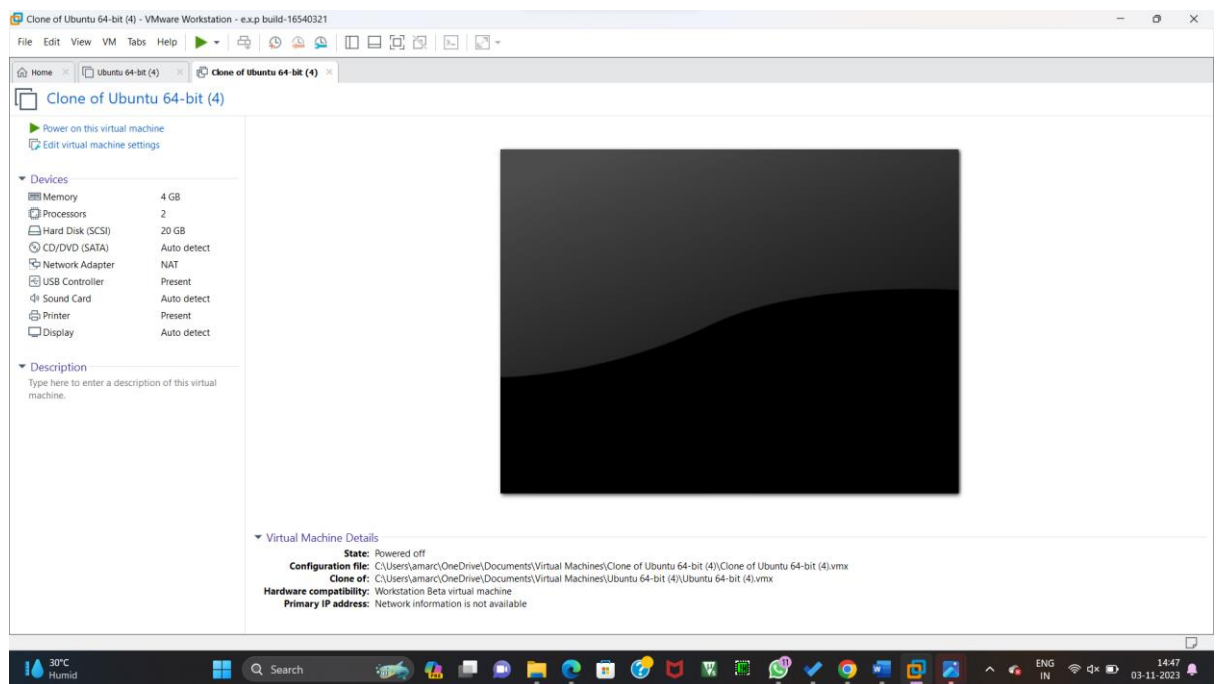 Clone of Ubuntu 64-bit (4) - VMware Workstation - e.x.p build-16540321
File Edit View VM Tabs Help
Home Ubuntu 64-bit (4) Clone of Ubuntu 64-bit (4)
Clone of Ubuntu 64-bit (4)
Power on this virtual machine
Edit virtual machine settings
Devices
Memory 4 GB
Processors 2
Hard Disk (SCSI) 20 GB
CD/DVD (SATA) Auto detect
Network Adapter NAT
USB Controller Present
Sound Card Auto detect
Printer Present
Display Auto detect
Description
Type here to enter a description of this virtual
machine.
Virtual Machine Details
State: Powered off
Configuration file: C:\Users\amarc\OneDrive\Documents\Virtual Machines\Clone of Ubuntu 64-bit (4)\Clone of Ubuntu 64-bit (4).vmx
Clone of: C:\Users\amarc\OneDrive\Documents\Virtual Machines\Ubuntu 64-bit (4)\Ubuntu 64-bit (4).vmx
Hardware compatibility: Workstation Beta virtual machine
Primary IP address: Network information is not available
30°C
Humid
Search
ENG
IN
14:47
03-11-2023